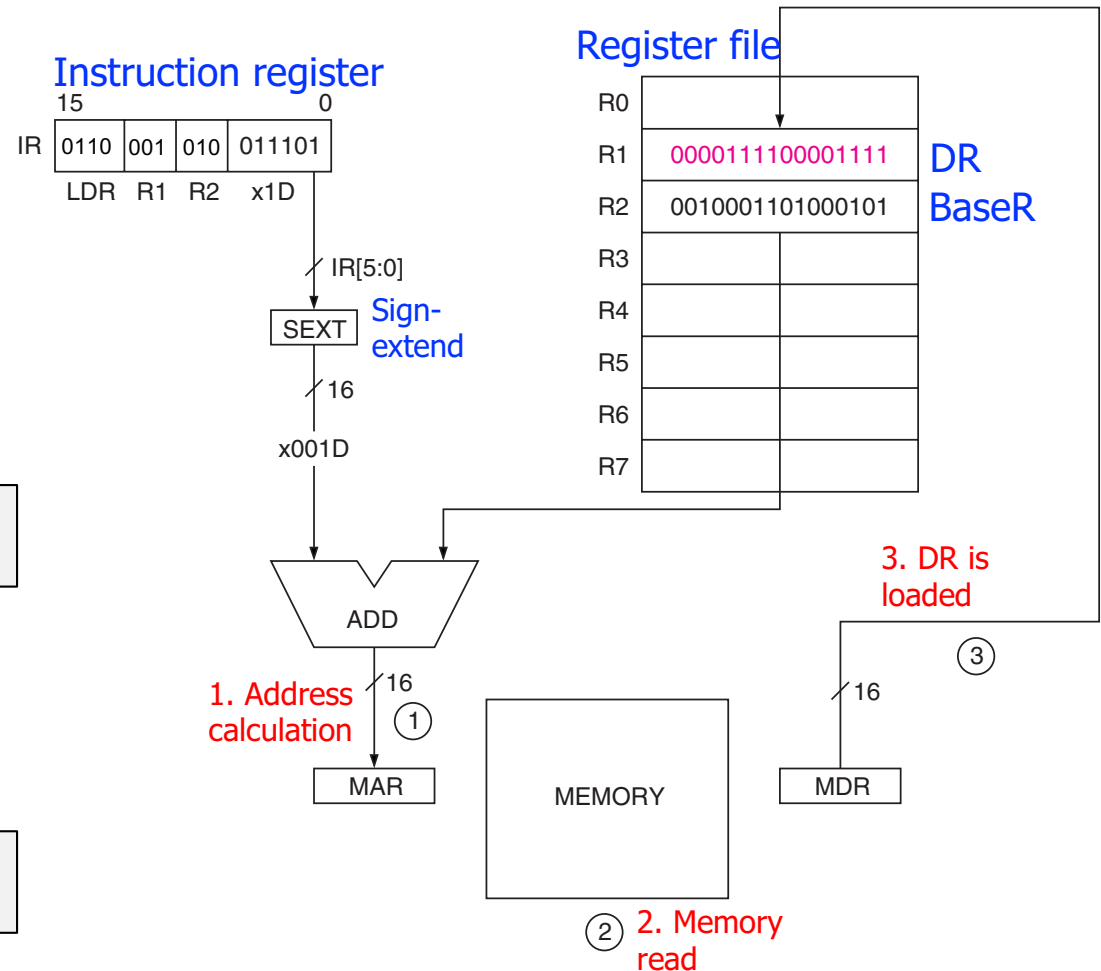 Instruction register
Register file
15 0
IR 0110 001 010 011101
LDR R1 R2 x1D
R0
R1 0000111100001111 DR
R2 0010001101000101 BaseR
R3
R4
R5
R6
R7
IR[5:0]
SEXT
Sign-
extend
16
x001D
ADD
16
1. Address
calculation
1
MAR
MEMORY
2
2. Memory
read
3. DR is
loaded
3
16
MDR